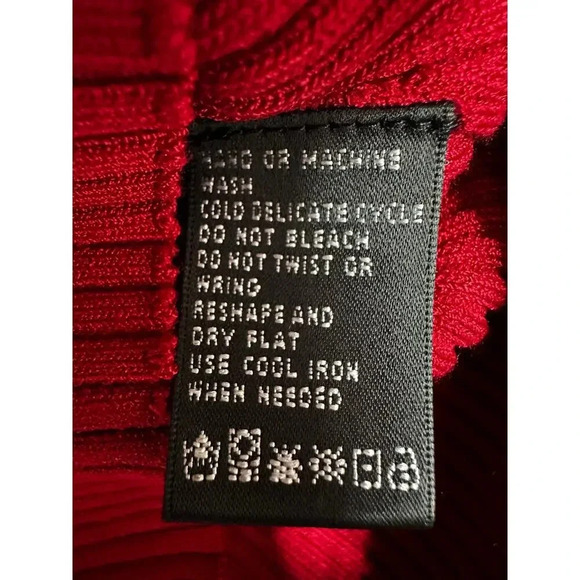 HAND OR MACHINE
WASH
COLD DELICATE CYCLE
DO NOT BLEACH
DO NOT TWIST OR
WRING
RESHAPE AND
DRY FLAT
USE COOL IRON
WHEN NEEDED